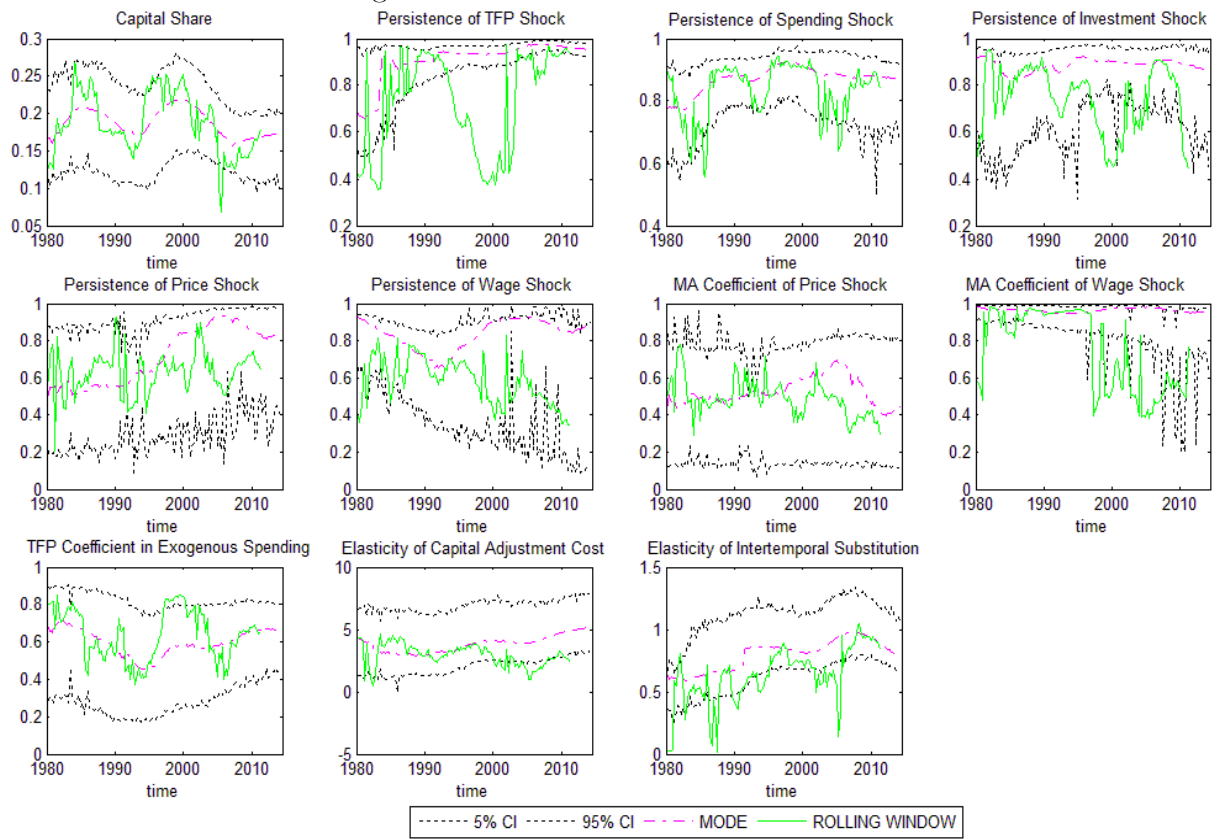 Capital Share Persistence of TFP Shock Persistence of Spending Shock Persistence of Investment Shock
0.3 1 1 1
0.25 0.8 0.8 0.8
0.2 0.6 0.6 0.6
0.15 0.4
0.1
0.05 0.2 0.4 0.2
1980 1990 2000 2010 1980 1990 2000 2010 1980 1990 2000 2010 1980 1990 2000 2010
time time time time
Persistence of Price Shock Persistence of Wage Shock MA Coefficient of Price Shock MA Coefficient of Wage Shock
1 1 1 1
0.8 0.8 0.8 0.8
0.6 0.6 0.6 0.6
0.4 0.4 0.4 0.4
0.2 0.2 0.2 0.2
0 0 0 0
1980 1990 2000 2010 1980 1990 2000 2010 1980 1990 2000 2010 1980 1990 2000 2010
time time time time
TFP Coefficient in Exogenous Spending Elasticity of Capital Adjustment Cost Elasticity of Intertemporal Substitution
1 10 1.5
0.8
0.6 5 1
0.4 0 0.5
0.2
0 -5 0
1980 1990 2000 2010 1980 1990 2000 2010 1980 1990 2000 2010
time time time
5% CI 95% CI MODE ROLLING WINDOW